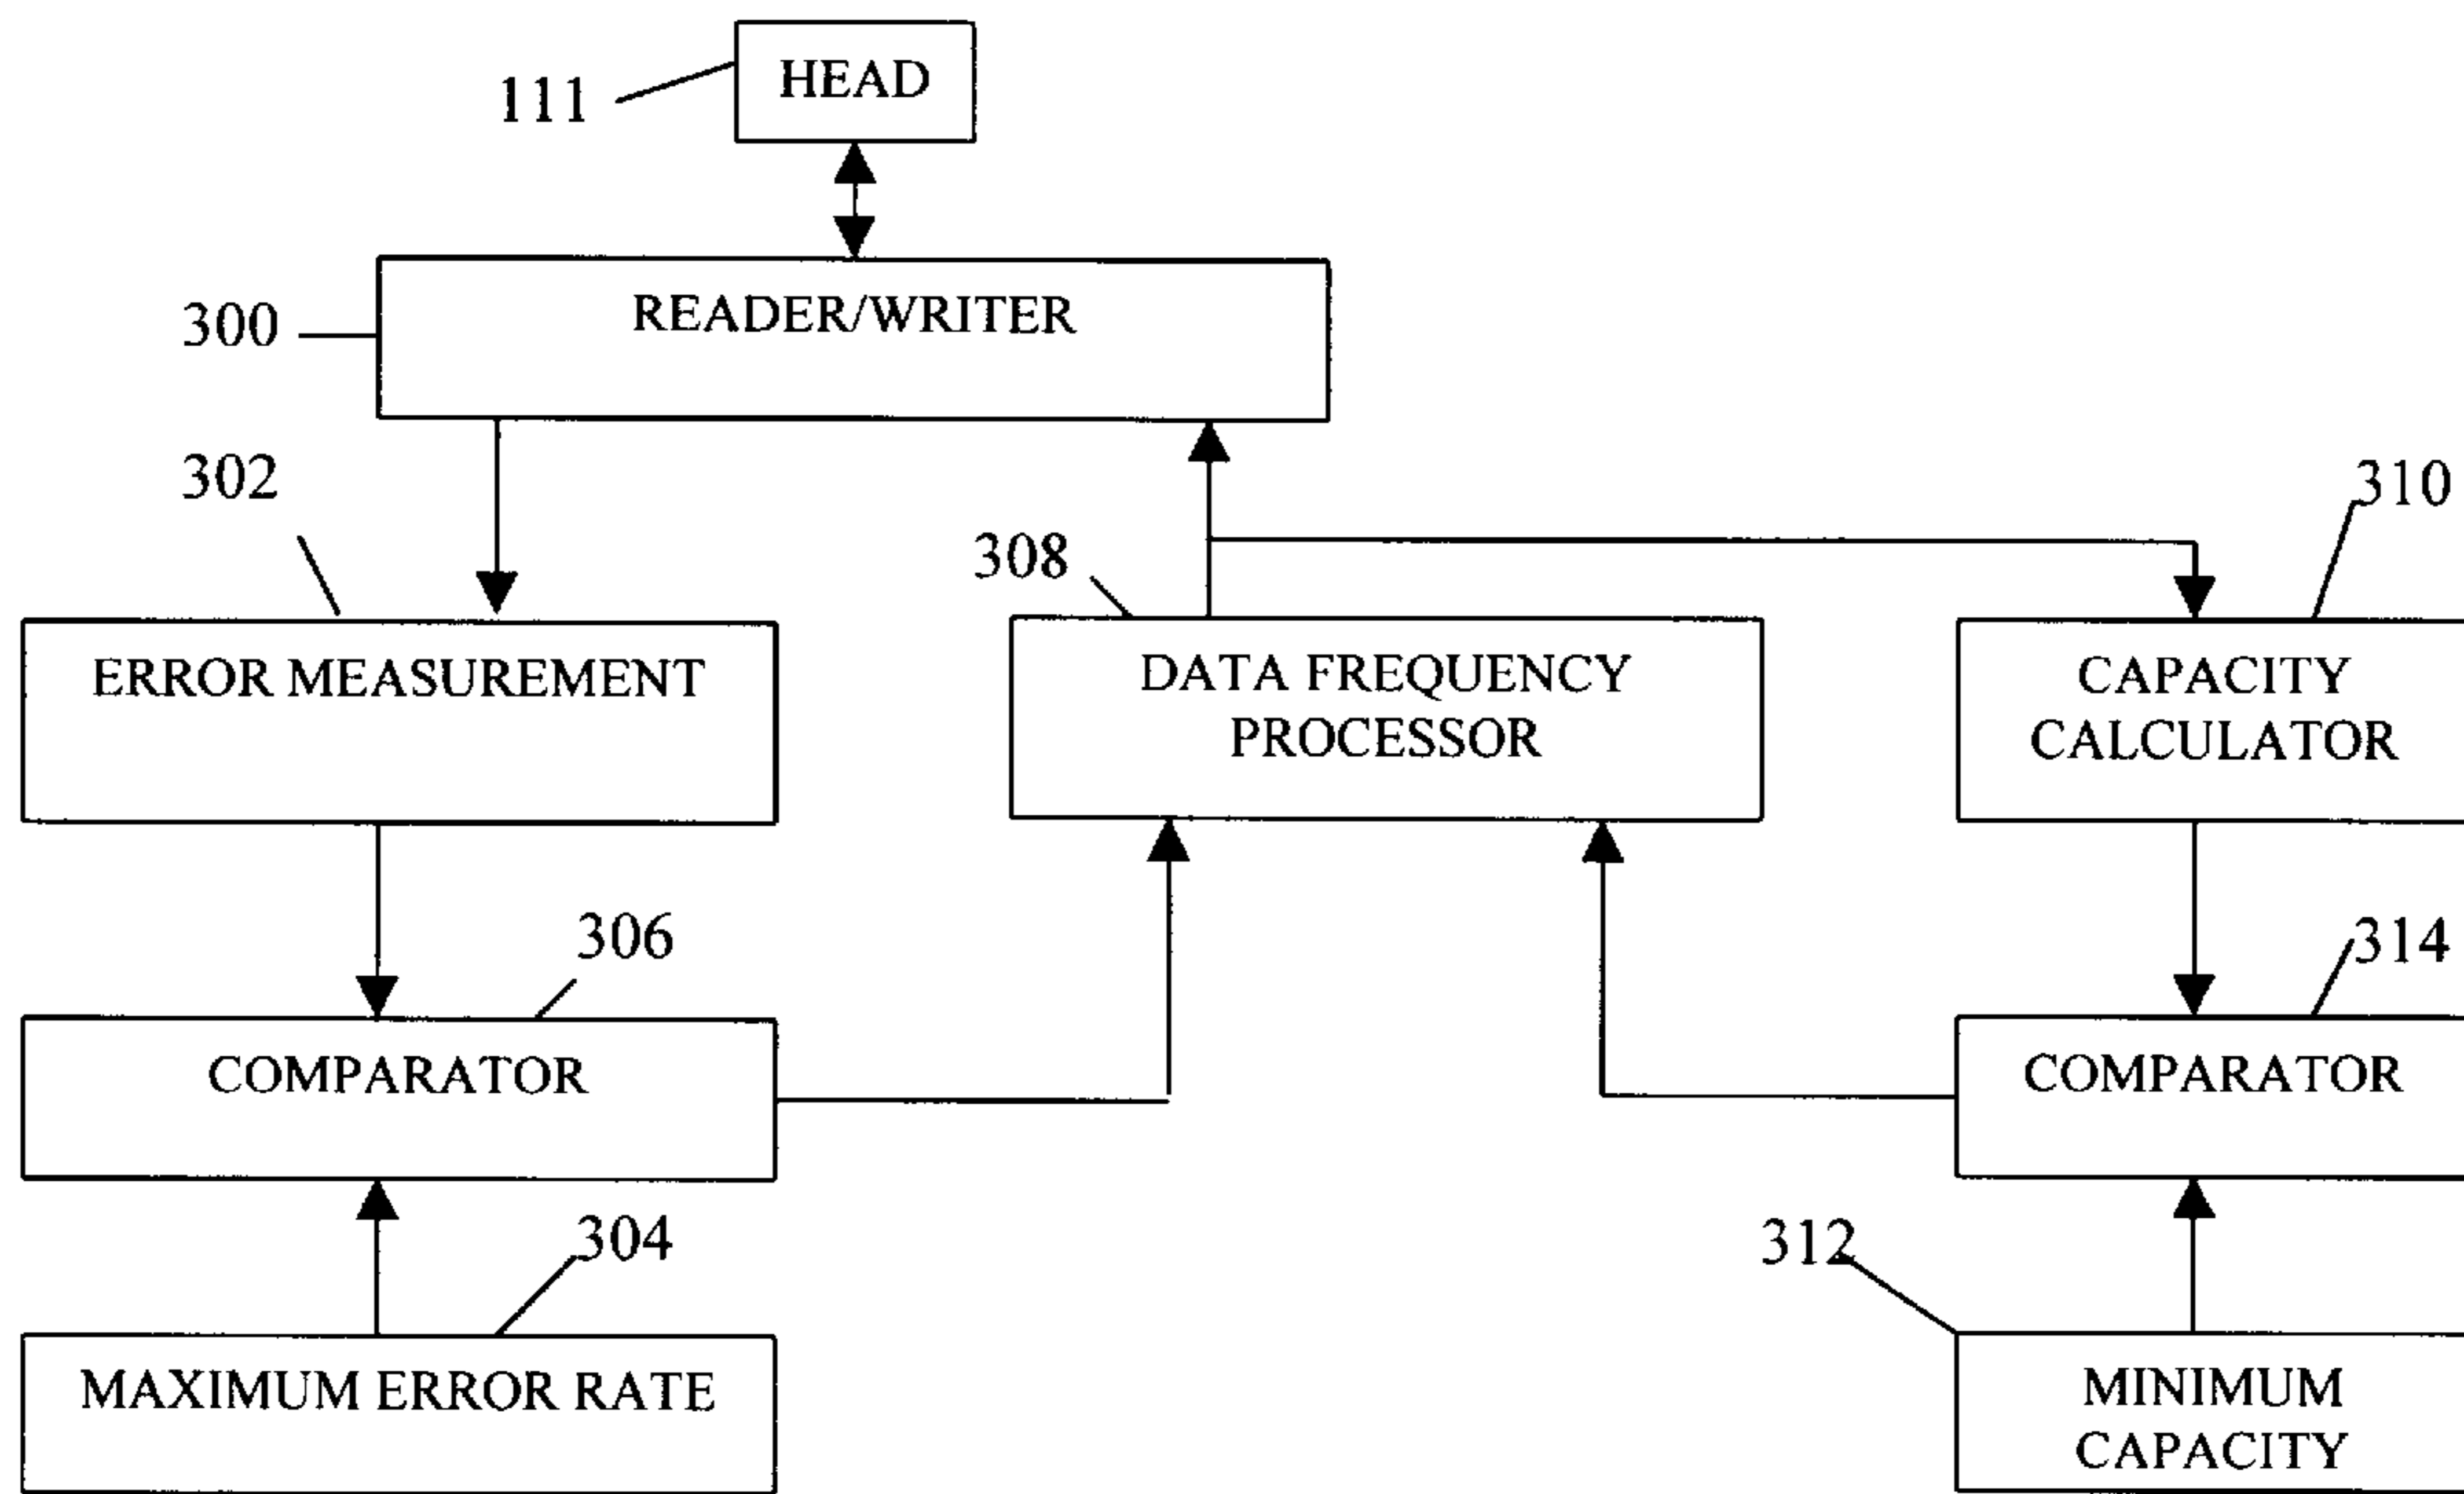 HEAD
111
READER/WRITER
300
302
310
308
ERROR MEASUREMENT
DATA FREQUENCY
PROCESSOR
CAPACITY
CALCULATOR
306
314
COMPARATOR
COMPARATOR
304
312
MAXIMUM ERROR RATE
MINIMUM
CAPACITY